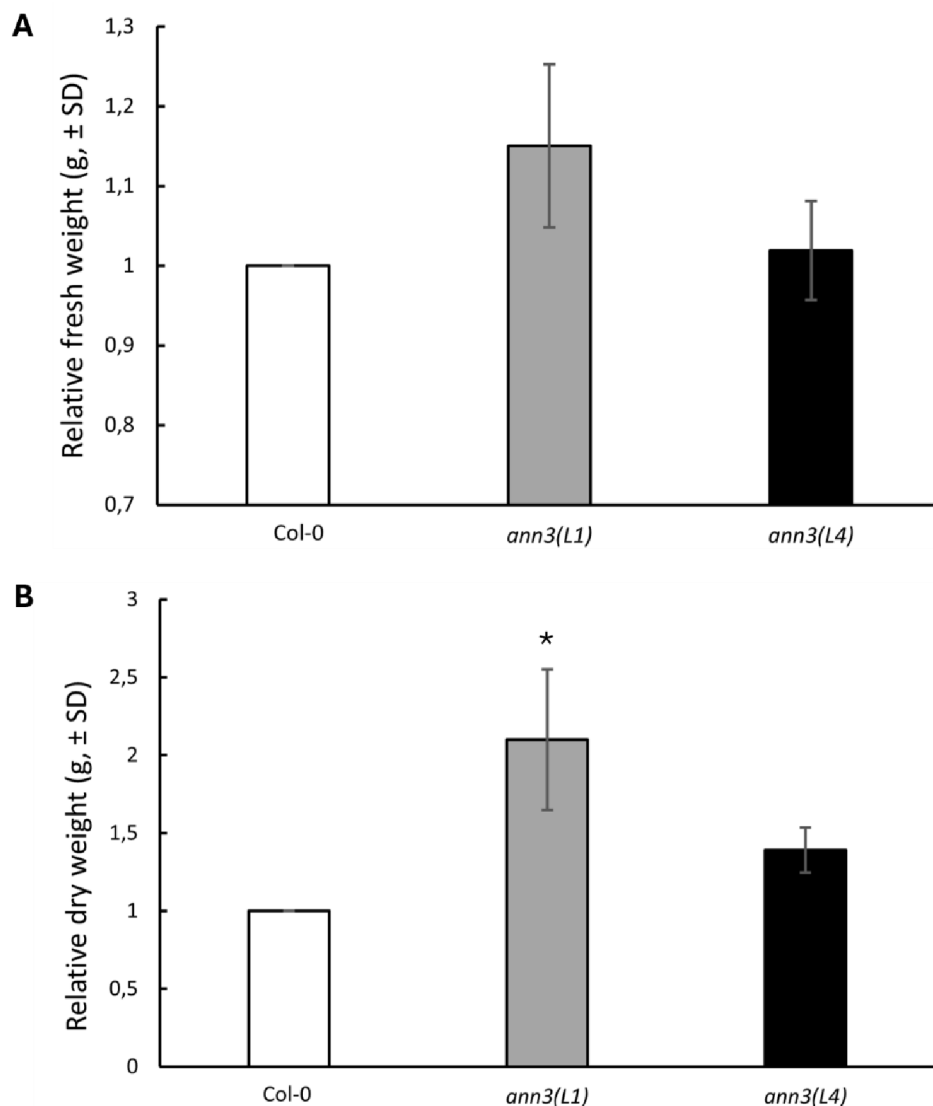 A
Relative fresh weight (g, ± SD)
1,3
1,2
1,1
1
0,9
0,8
0,7
Col-0 ann3(L1) ann3(L4)
B
Relative dry weight (g, ± SD)
3
2,5
2
1,5
1
0,5
0
*
Col-0 ann3(L1) ann3(L4)